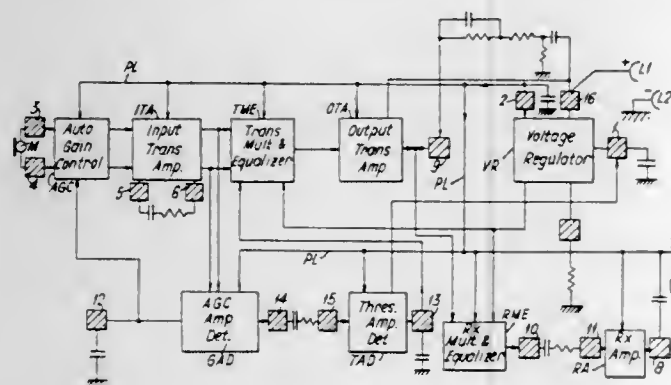 +
L1
PL
-
L2
ITA
TME
OTA
2
16
3
M
4
Auto
Gain
Control
AGC
Input
Trans
Amp.
Trans
Mult &
Equalizer
Output
Trans
Amp
9
VR
Voltage
Regulator
PL
5
6
PL
12
AGC
Amp
Det.
GAD
14
15
Thres.
Amp.
Det
TAD
13
Rx
Mult &
Equalizer
RME
10
11
Rx
Amp.
RA
8